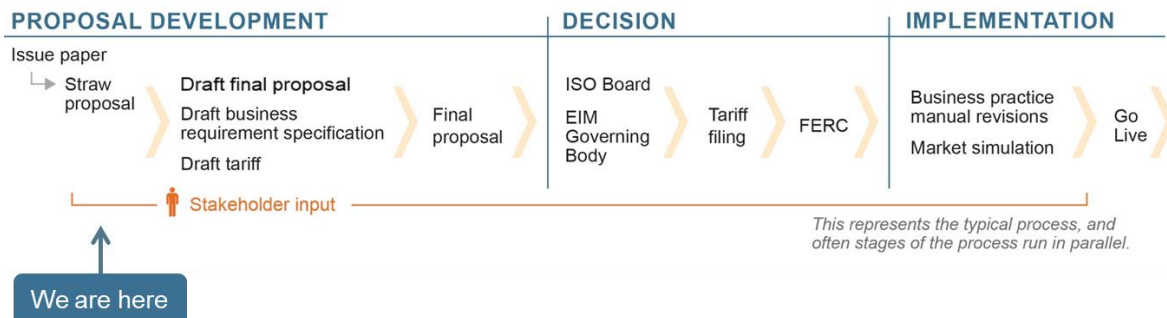 PROPOSAL DEVELOPMENT
Issue paper
Straw
proposal
Draft final proposal
Draft business
requirement specification
Draft tariff
Final
proposal
DECISION
ISO Board
EIM
Governing
Body
Tariff
filing
FERC
IMPLEMENTATION
Business practice
manual revisions
Market simulation
Go
Live
Stakeholder input
This represents the typical process, and
often stages of the process run in parallel.
We are here